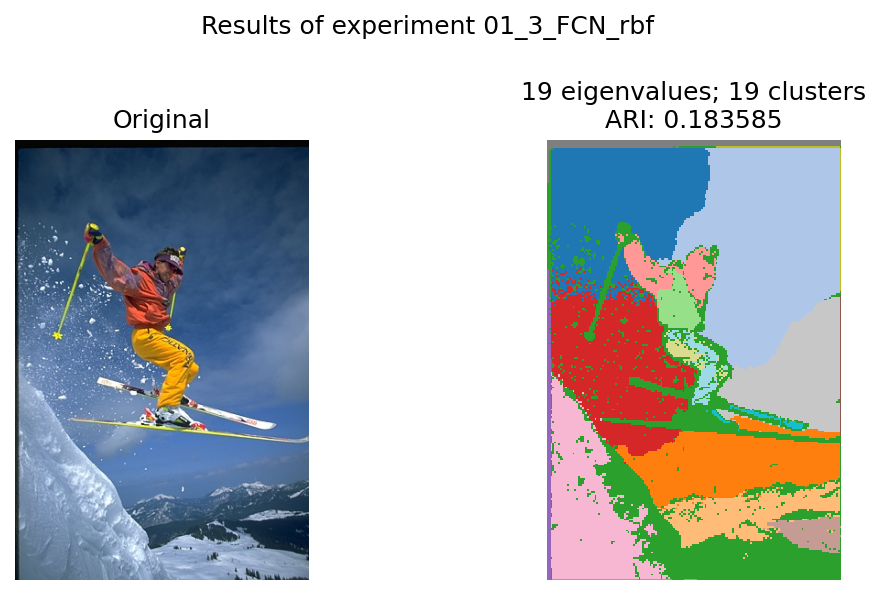 Results of experiment 01_3_FCN_rbf
Original
19 eigenvalues; 19 clusters
ARI: 0.183585